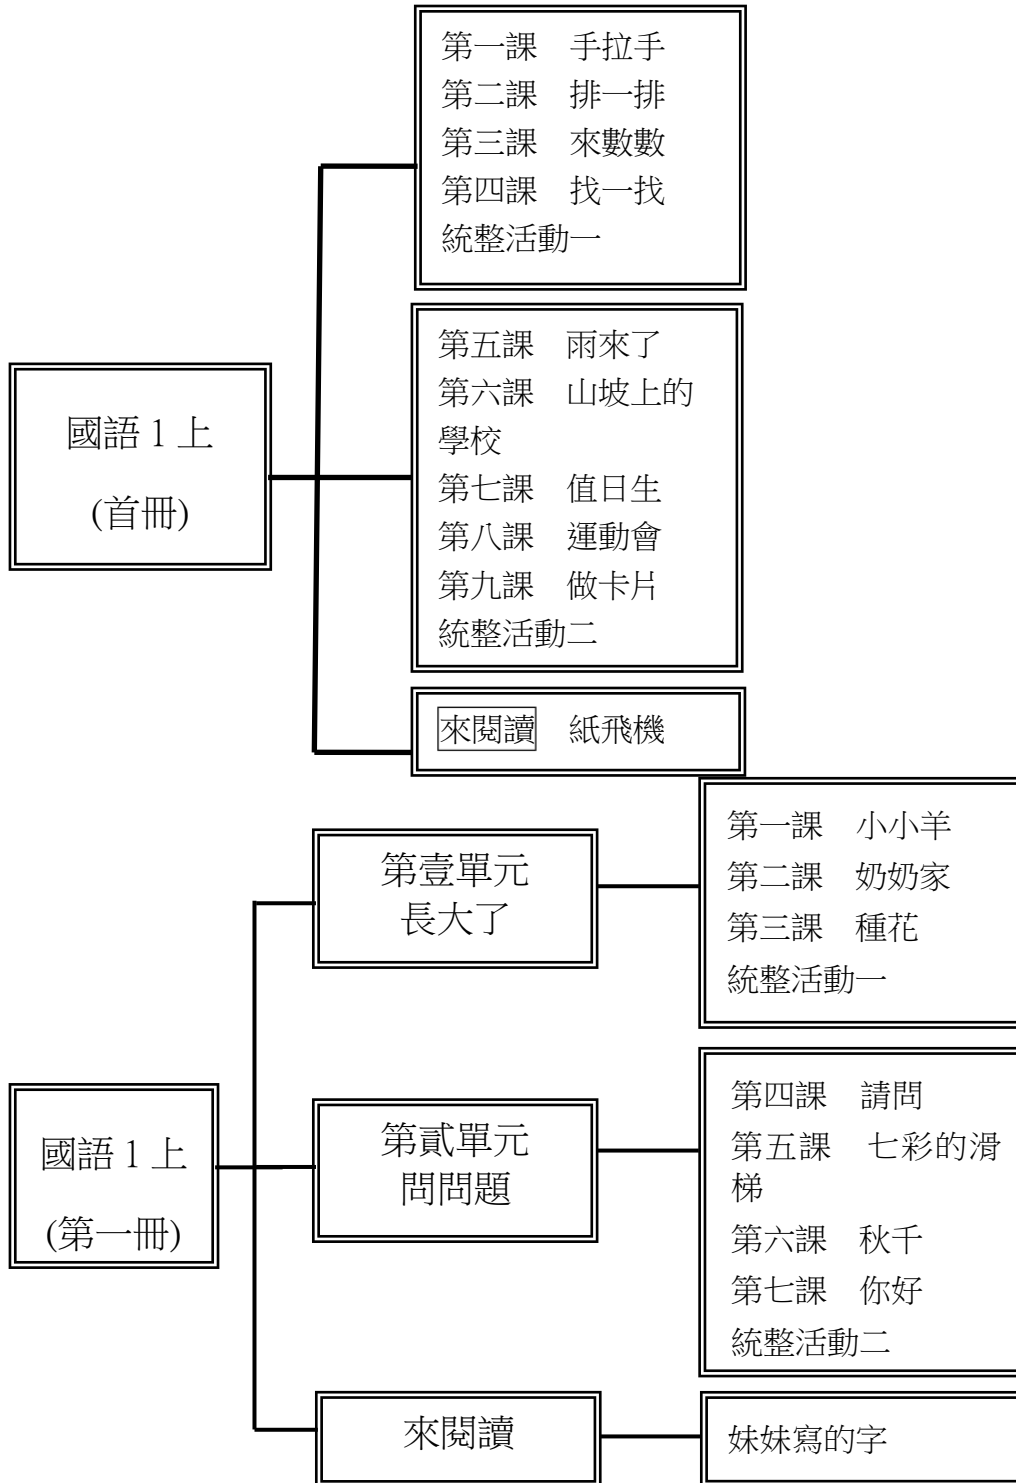 國語 1 上
(首冊)
第一課　手拉手
第二課　排一排
第三課　來數數
第四課　找一找
統整活動一
第五課　雨來了
第六課　山坡上的
學校
第七課　值日生
第八課　運動會
第九課　做卡片
統整活動二
來閱讀　紙飛機
國語 1 上
(第一冊)
第壹單元
長大了
第一課　小小羊
第二課　奶奶家
第三課　種花
統整活動一
第貳單元
問問題
第四課　請問
第五課　七彩的滑
梯
第六課　秋千
第七課　你好
統整活動二
來閱讀
妹妹寫的字